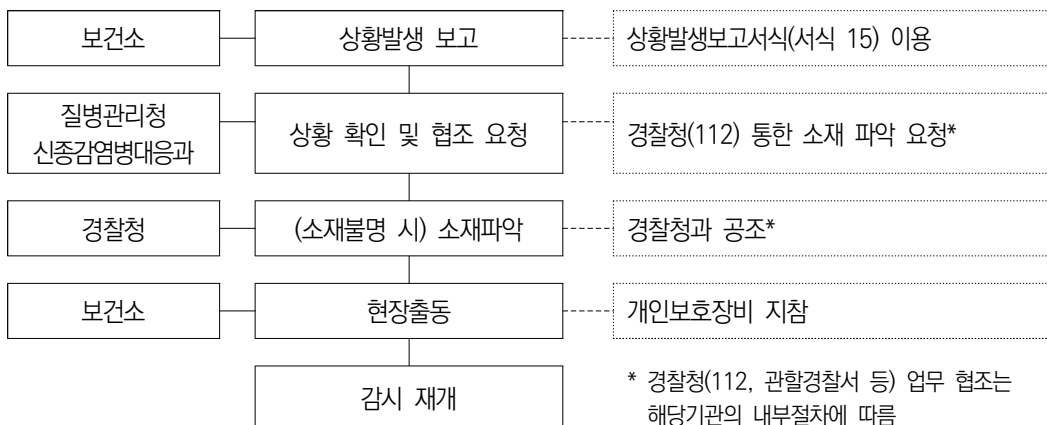 보건소
상황발생 보고
상황발생보고서식(서식 15) 이용
질병관리청
신종감염병대응과
상황 확인 및 협조 요청
경찰청(112) 통한 소재 파악 요청*
경찰청
(소재불명 시) 소재파악
경찰청과 공조*
보건소
현장출동
개인보호장비 지참
감시 재개
* 경찰청(112, 관할경찰서 등) 업무 협조는
해당기관의 내부절차에 따름